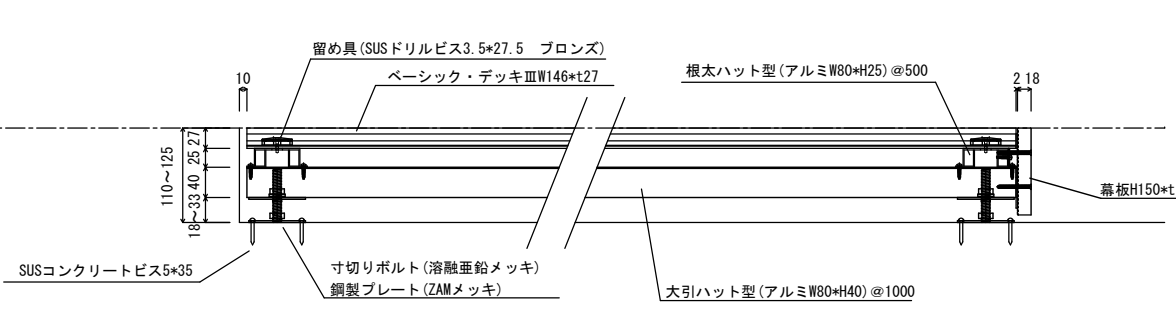 留め具(SUSドリルビス3.5*27.5 ブロンズ)
ベーシック・デッキⅢW146*t27
根太ハット型(アルミW80*H25)@500
10
2 18
110~125
27
25
40
18~33
幕板H150*t
SUSコンクリートビス5*35
寸切りボルト(溶融亜鉛メッキ)
鋼製プレート(ZAMメッキ)
大引ハット型(アルミW80*H40)@1000